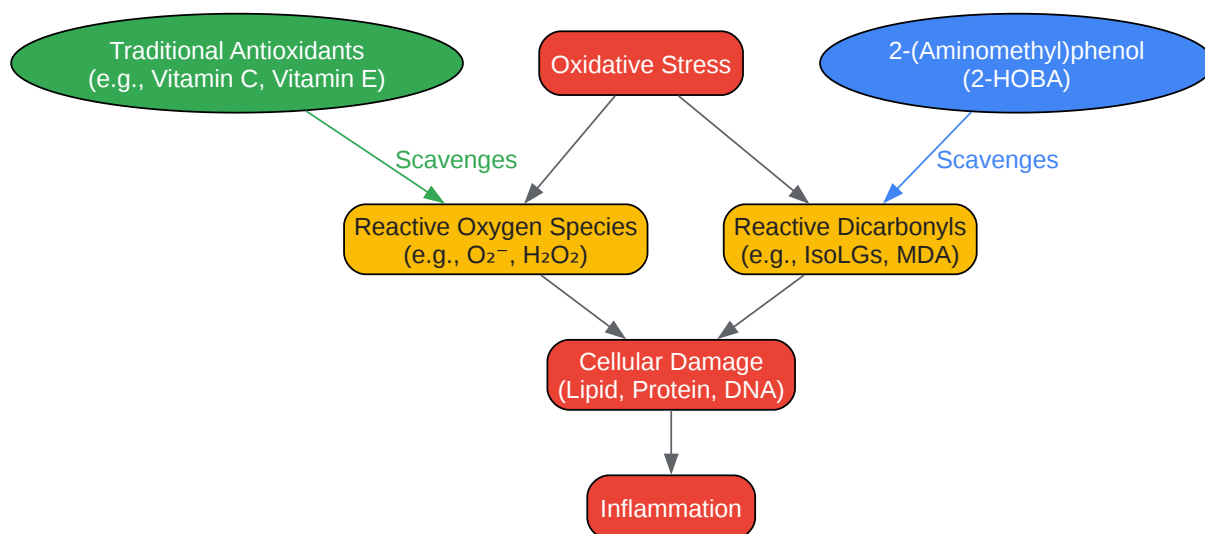 Traditional Antioxidants
(e.g., Vitamin C, Vitamin E)
Oxidative Stress
2-(Aminomethyl)phenol
(2-HOBA)
Scavenges
Scavenges
Reactive Oxygen Species
(e.g., O₂⁻, H₂O₂)
Reactive Dicarbonyls
(e.g., IsoLGs, MDA)
Cellular Damage
(Lipid, Protein, DNA)
Inflammation